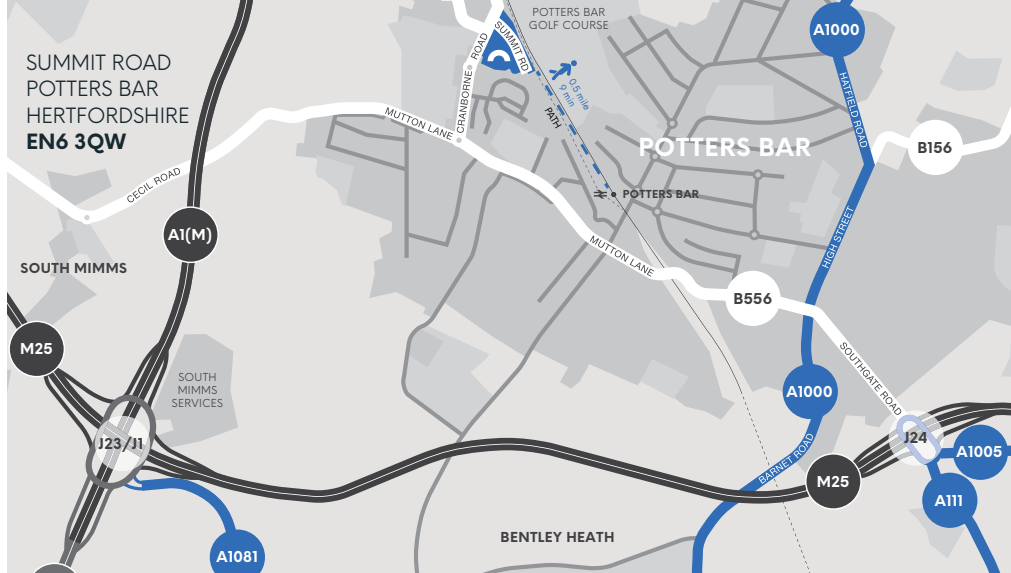 SUMMIT ROAD
POTTERS BAR
HERTFORDSHIRE
EN6 3QW
POTTERS BAR
GOLF COURSE
A1000
SUMMIT RD
CRANBORNE ROAD
0.5 mile
9 min
PATH
HATFIELD ROAD
MUTTON LANE
POTTERS BAR
B156
CECIL ROAD
POTTERS BAR
A1(M)
HIGH STREET
SOUTH MIMMS
MUTTON LANE
B556
M25
SOUTHGATE ROAD
SOUTH
MIMMS
SERVICES
A1000
J23/J1
J24
A1005
BARNET ROAD
M25
A111
BENTLEY HEATH
A1081